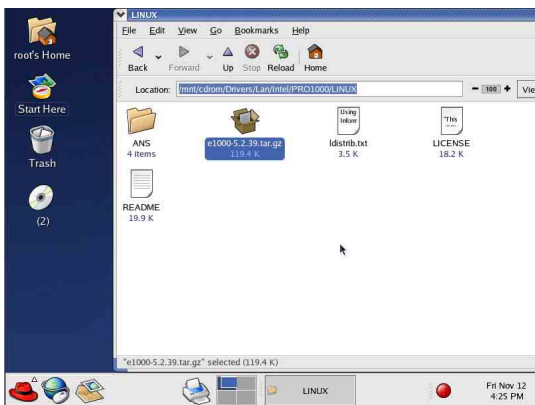 LINUX
File Edit View Go Bookmarks Help
Back Forward Up Stop Reload Home
Location: /mnt/cdrom/Drivers/Lan/Intel/PRO1000/LINUX 100 Vie
root's Home
Start Here
Trash
(2)
ANS
4 items
e1000-5.2.39.tar.gz
119.4 K
Using
Inform
ldistrib.txt
3.5 K
"This
LICENSE
18.2 K
README
19.9 K
"e1000-5.2.39.tar.gz" selected (119.4 K)
LINUX
Fri Nov 12
4:25 PM